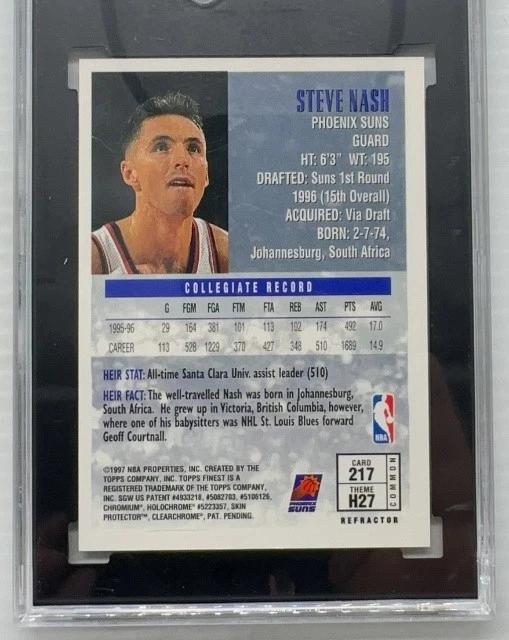 STEVE NASH
PHOENIX SUNS
GUARD
HT: 6'3" WT: 195
DRAFTED: Suns 1st Round
1996 (15th Overall)
ACQUIRED: Via Draft
BORN: 2-7-74,
Johannesburg, South Africa
COLLEGIATE RECORD
G FGM FGA FTM FTA REB AST PTS AVG
1995-96 29 164 381 101 113 102 174 492 17.0
CAREER 113 528 1229 370 427 348 510 1689 14.9
HEIR STAT: All-time Santa Clara Univ. assist leader (510)
HEIR FACT: The well-travelled Nash was born in Johannesburg,
South Africa. He grew up in Victoria, British Columbia, however,
where one of his babysitters was NHL St. Louis Blues forward
Geoff Courtnall.
NBA
©1997 NBA PROPERTIES, INC. CREATED BY THE
TOPPS COMPANY, INC. TOPPS FINEST IS A
REGISTERED TRADEMARK OF THE TOPPS COMPANY,
INC. SGW US PATENT #4933218, #5082703, #5106126,
CHROMIUM®, HOLOCHROME® #5223357, SKIN
PROTECTOR™, CLEARCHROME®, PAT. PENDING.
PHOENIX
SUNS
CARD
217
THEME
H27
COMMON
REFRACTOR